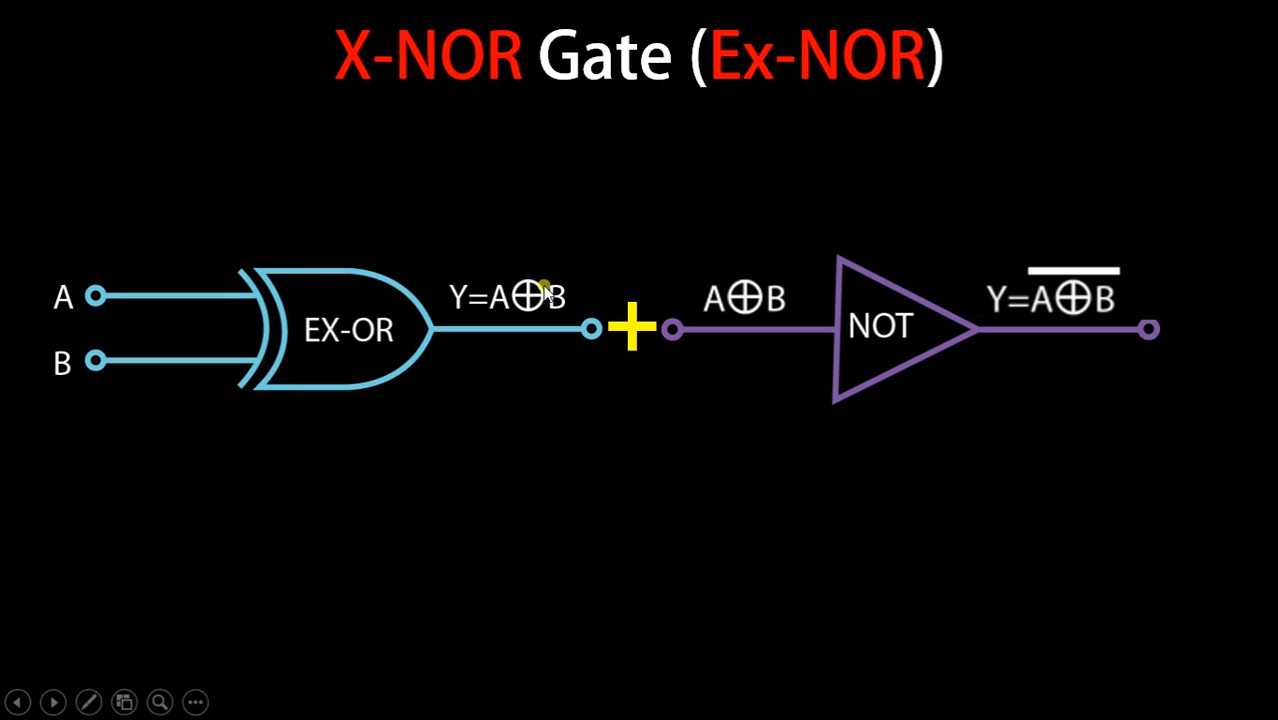 X-NOR Gate (Ex-NOR)
A
B
EX-OR
Y=A⊕B
+
A⊕B
NOT
Y=A̅⊕̅B̅